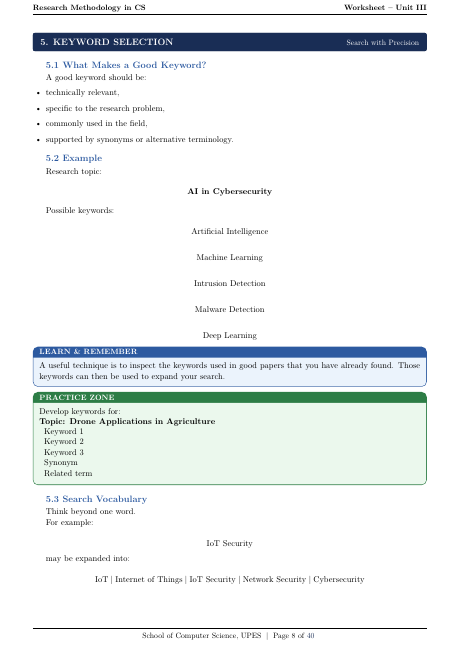 Research Methodology in CS
Worksheet – Unit III
5. KEYWORD SELECTION
Search with Precision
5.1 What Makes a Good Keyword?
A good keyword should be:
• technically relevant,
• specific to the research problem,
• commonly used in the field,
• supported by synonyms or alternative terminology.
5.2 Example
Research topic:
AI in Cybersecurity
Possible keywords:
Artificial Intelligence
Machine Learning
Intrusion Detection
Malware Detection
Deep Learning
LEARN & REMEMBER
A useful technique is to inspect the keywords used in good papers that you have already found. Those
keywords can then be used to expand your search.
PRACTICE ZONE
Develop keywords for:
Topic: Drone Applications in Agriculture
Keyword 1
Keyword 2
Keyword 3
Synonym
Related term
5.3 Search Vocabulary
Think beyond one word.
For example:
IoT Security
may be expanded into:
IoT | Internet of Things | IoT Security | Network Security | Cybersecurity
School of Computer Science, UPES | Page 8 of 40